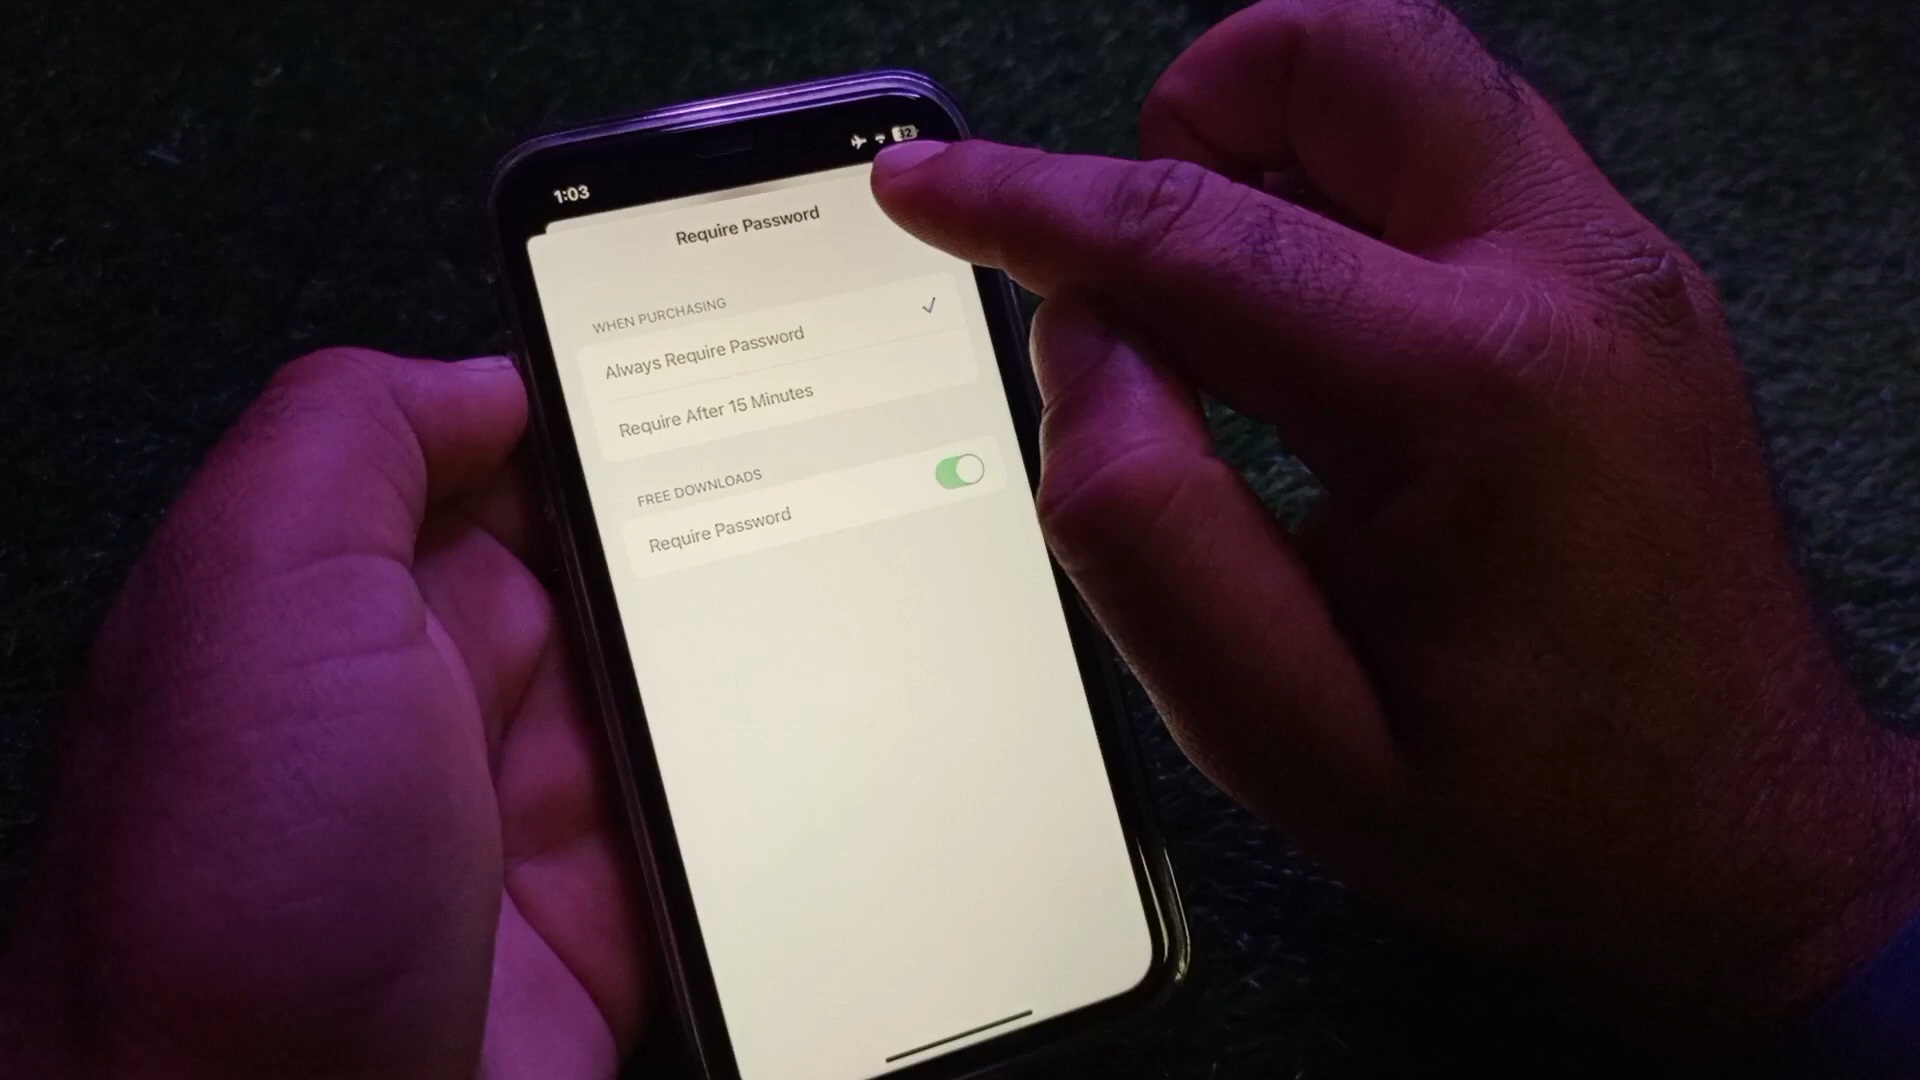 1:03
32
Require Password
WHEN PURCHASING
Always Require Password
Require After 15 Minutes
FREE DOWNLOADS
Require Password